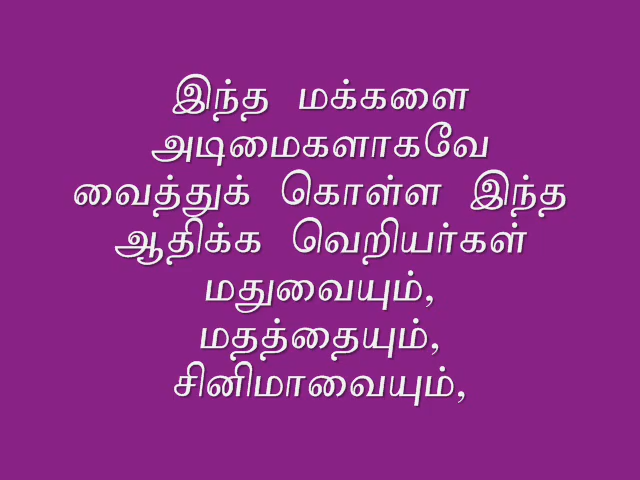 இந்த மக்களை
அடிமைகளாகவே
வைத்துக் கொள்ள இந்த
ஆதிக்க வெறியர்கள்
மதுவையும்,
மதத்தையும்,
சினிமாவையும்,